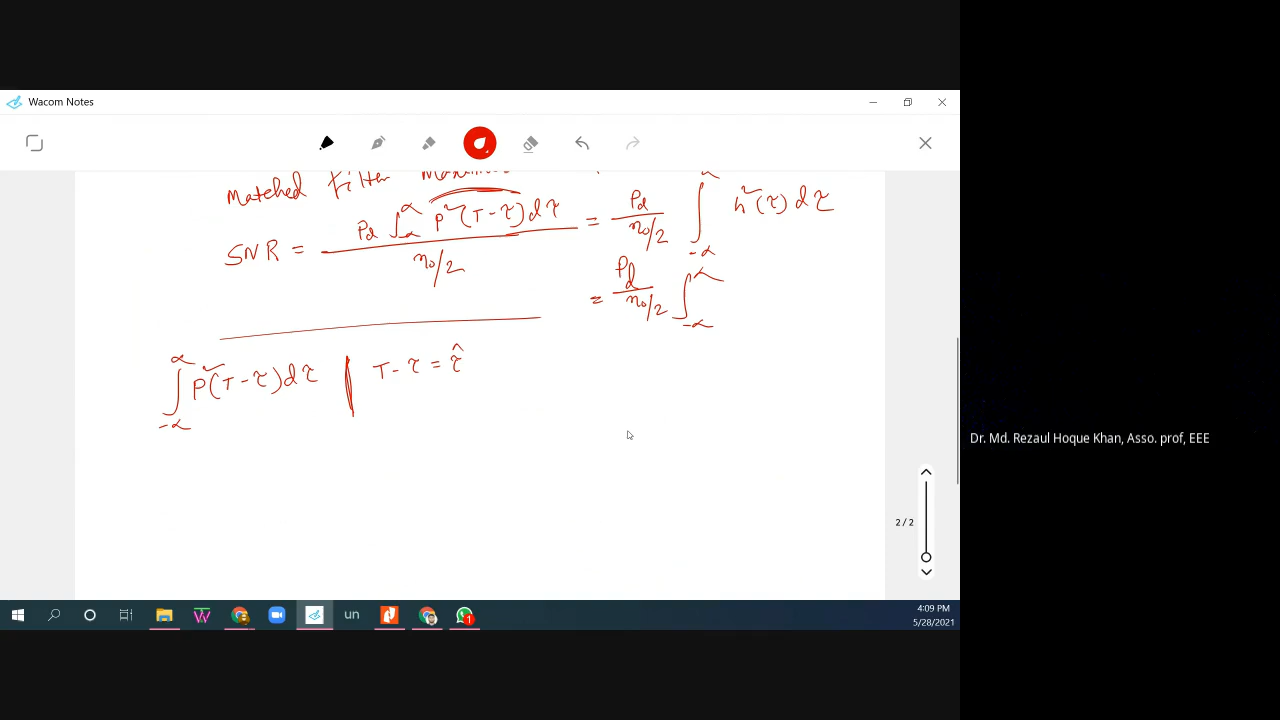 Wacom Notes
Matched filter
SNR = Pd ∫_{-α}^{α} P²(T-τ)dτ / n0/2 = Pd / n0/2 ∫_{-α}^{α} h²(τ) dτ
= Pd / n0/2 ∫_{-α}^{α}
∫_{-α}^{α} P²(T-τ)dτ | T-τ = τ̂
Dr. Md. Rezaul Hoque Khan, Asso. prof, EEE
2 / 2
un
1
4:09 PM
5/28/2021